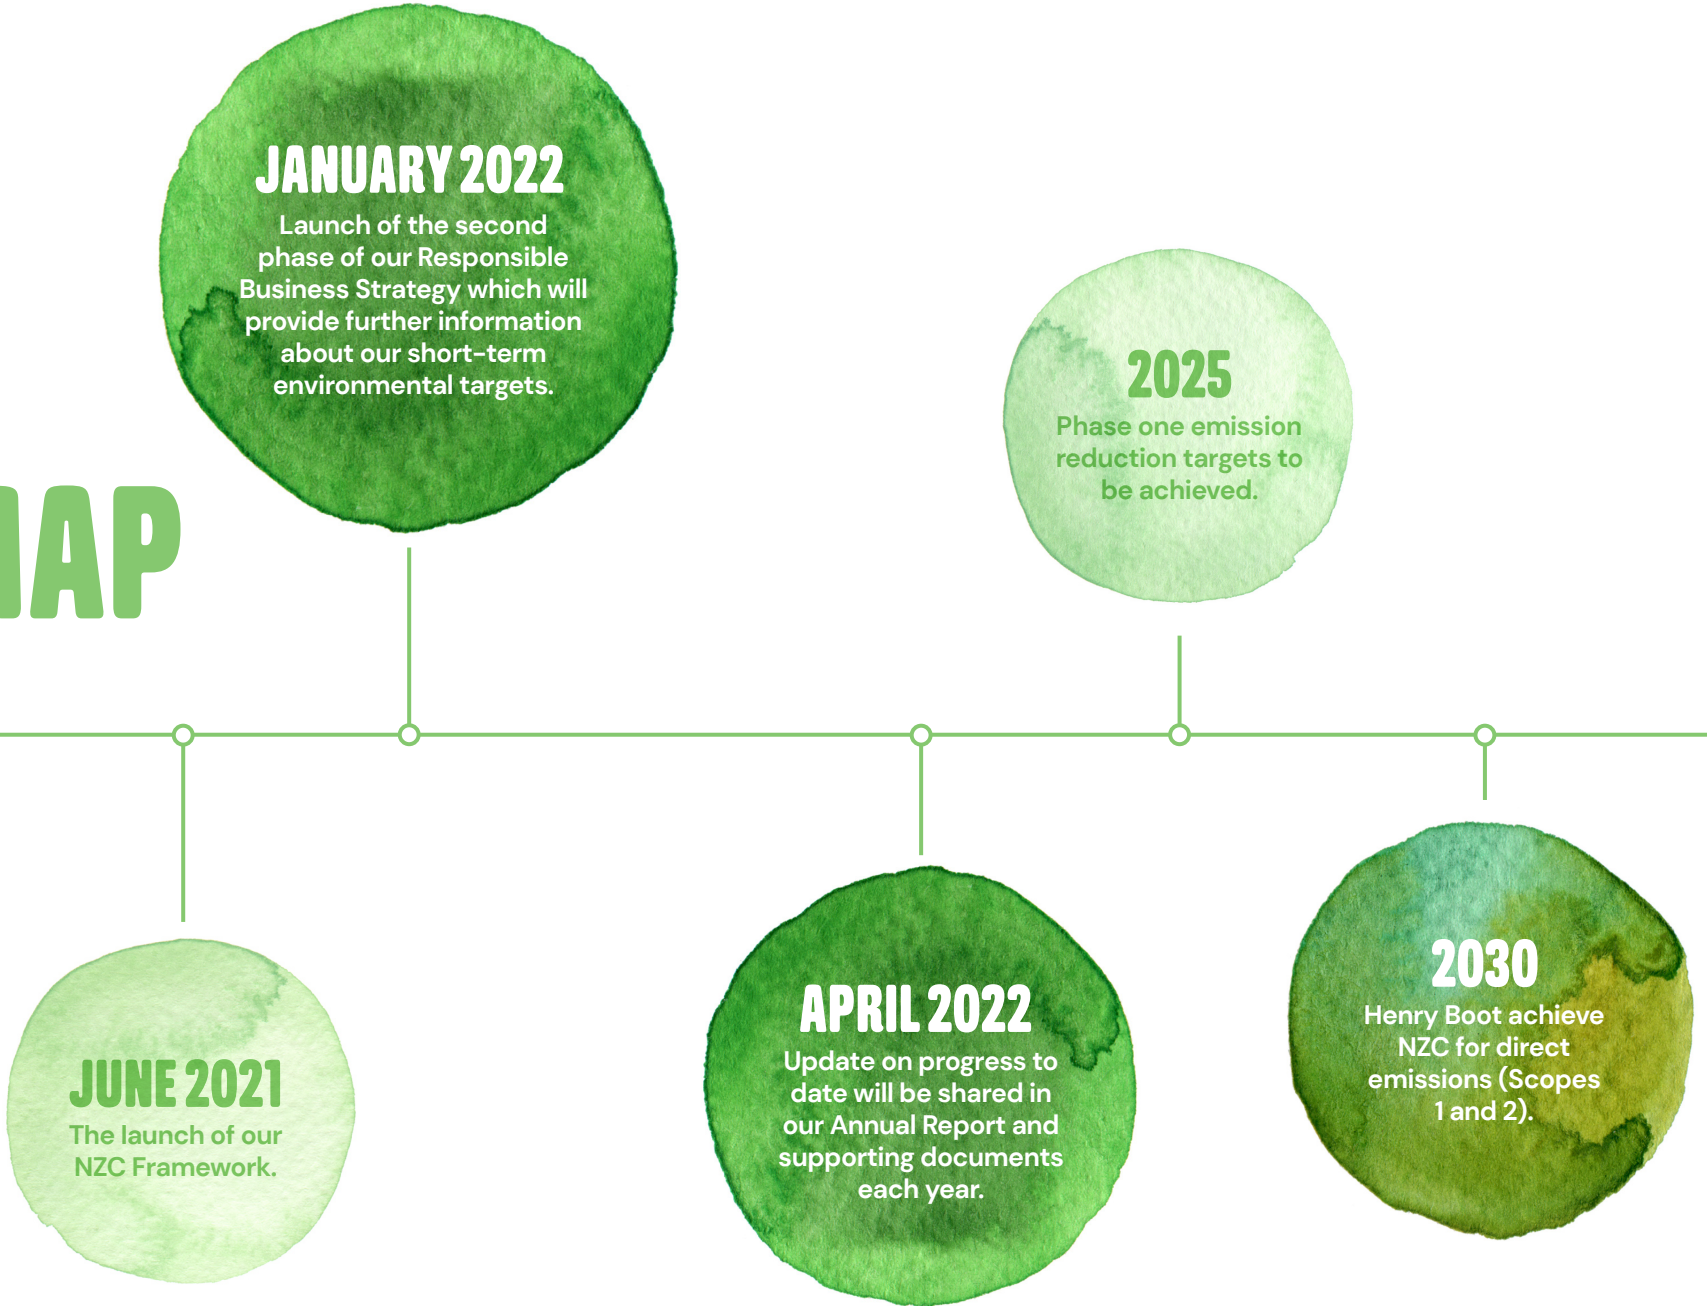 JANUARY 2022
Launch of the second
phase of our Responsible
Business Strategy which will
provide further information
about our short-term
environmental targets.
2025
Phase one emission
reduction targets to
be achieved.
AP
JUNE 2021
The launch of our
NZC Framework.
APRIL 2022
Update on progress to
date will be shared in
our Annual Report and
supporting documents
each year.
2030
Henry Boot achieve
NZC for direct
emissions (Scopes
1 and 2).